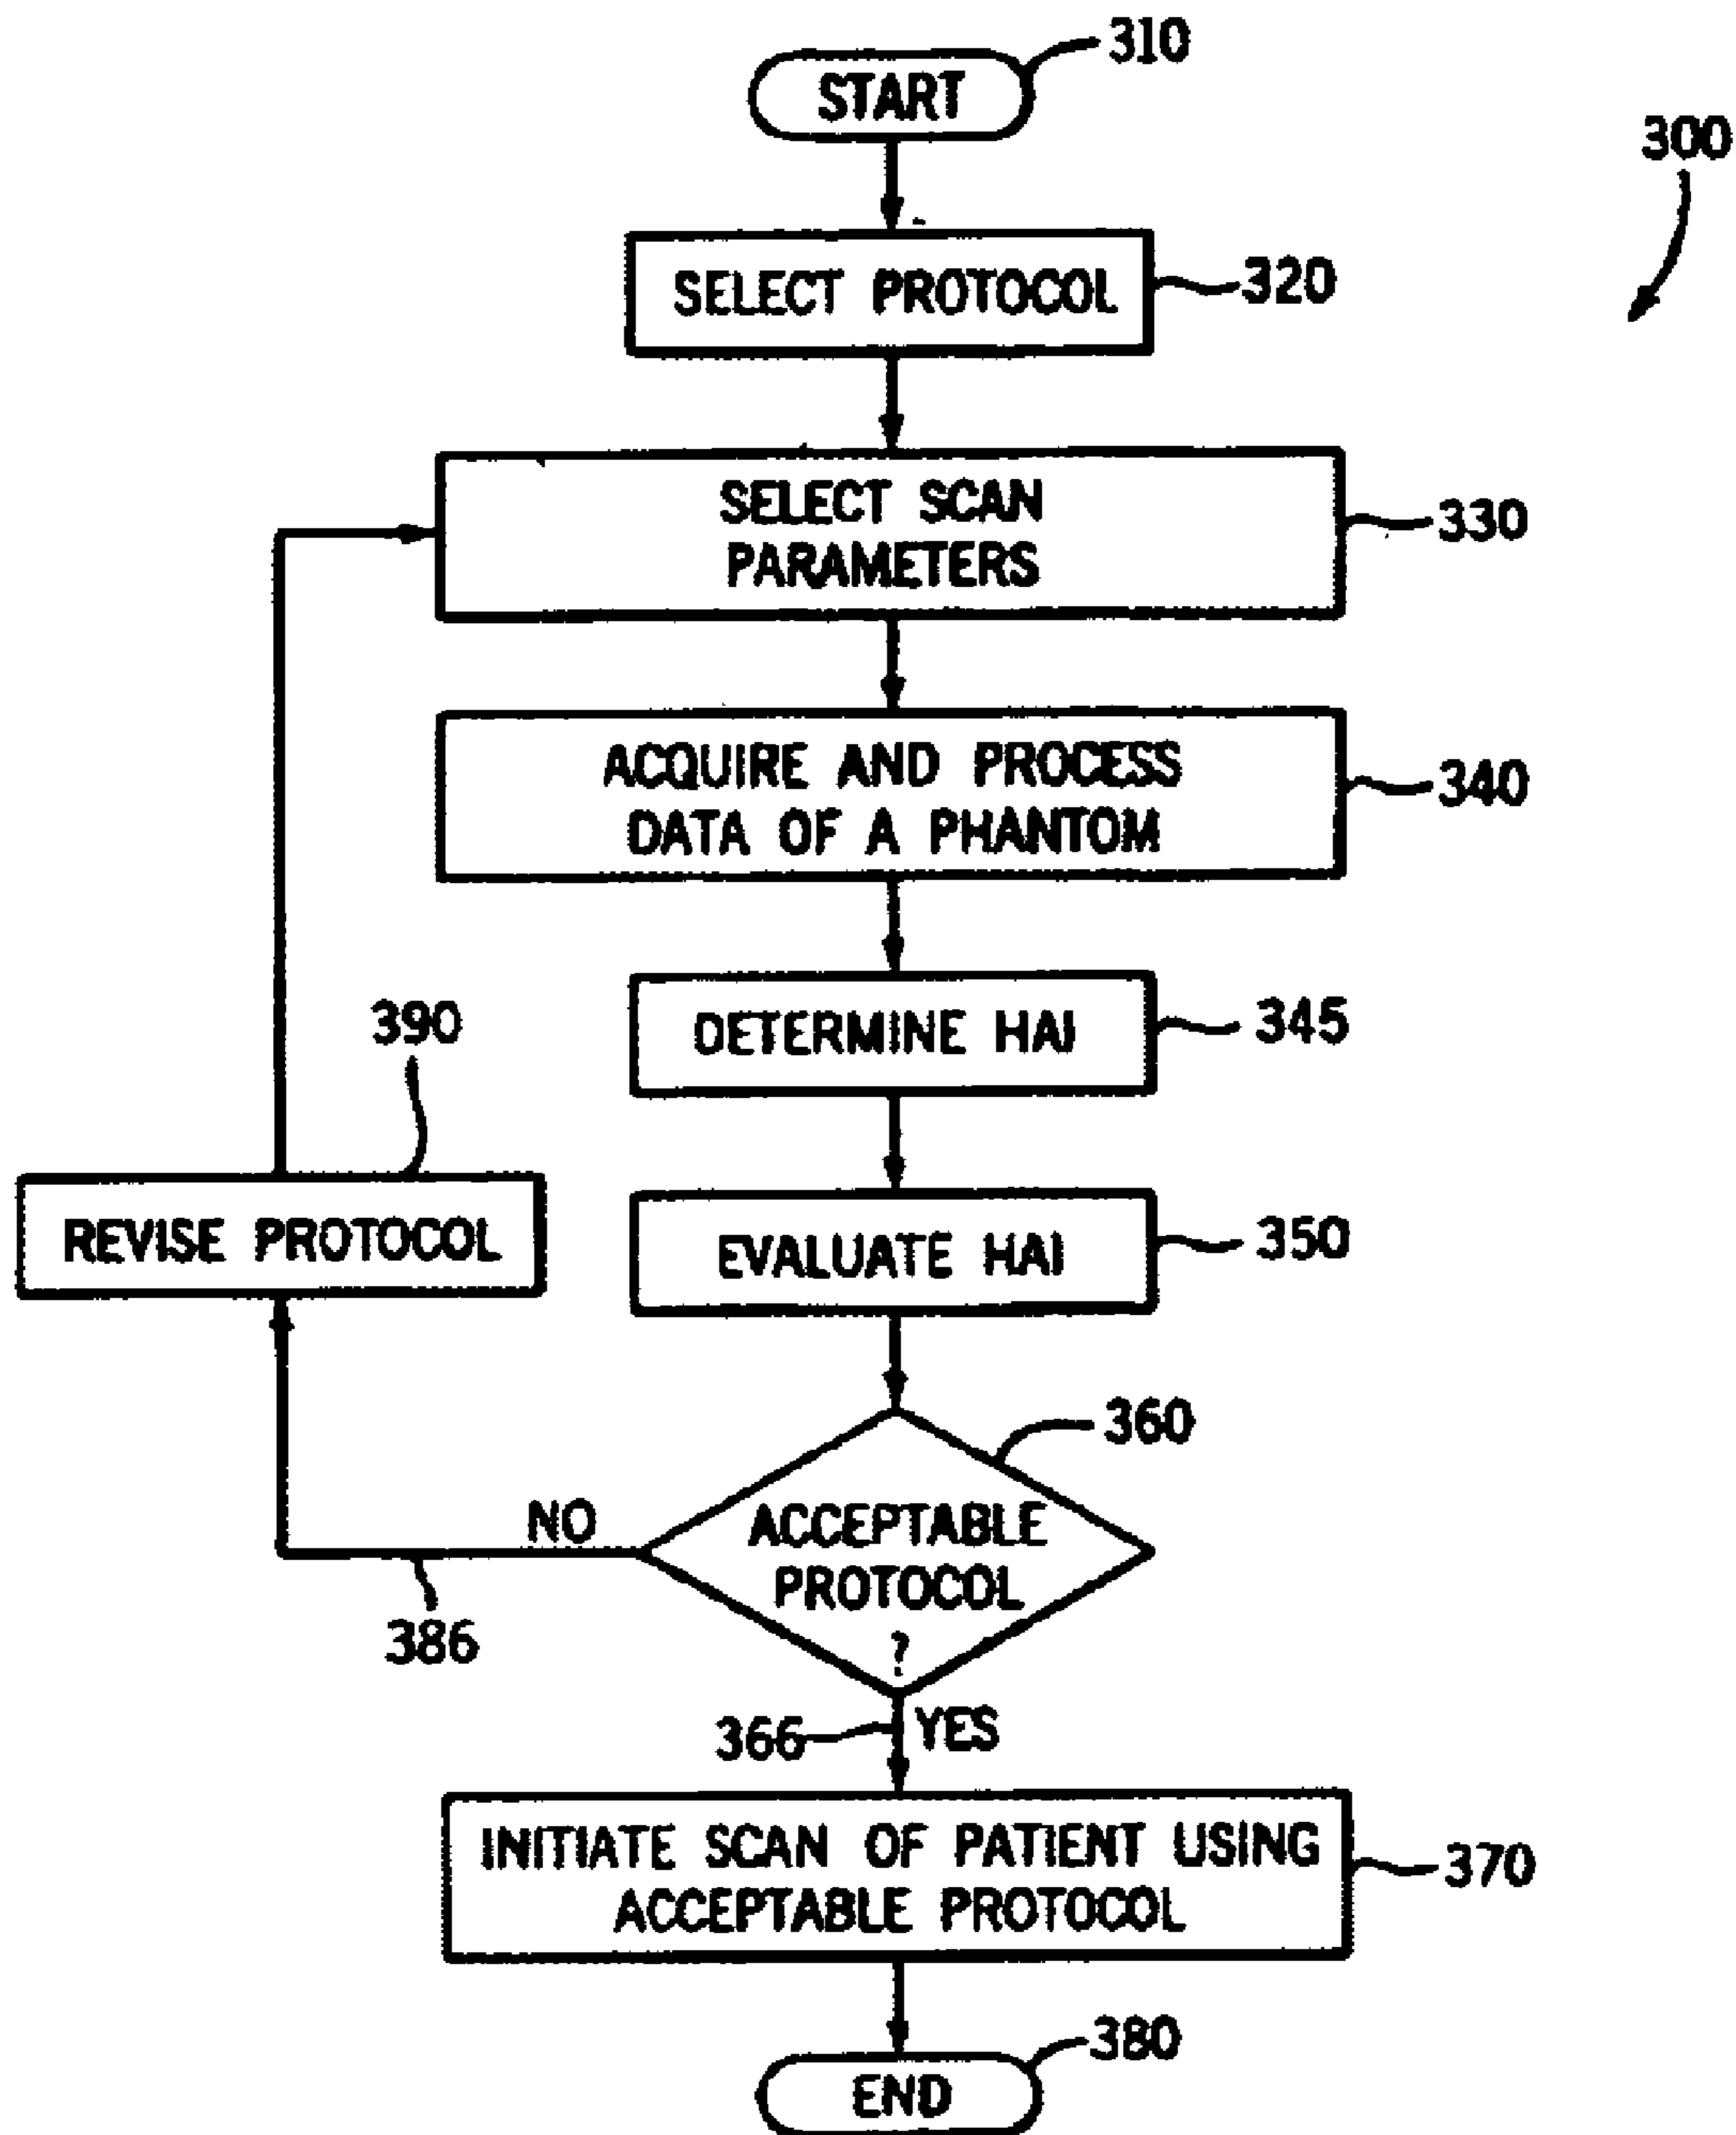 310
START
300
SELECT PROTOCOL
320
SELECT SCAN
PARAMETERS
330
ACQUIRE AND PROCESS
DATA OF A PHANTOM
340
DETERMINE HAI
345
390
REVISE PROTOCOL
EVALUATE HAI
350
360
NO
ACCEPTABLE
PROTOCOL
?
386
366
YES
INITIATE SCAN OF PATIENT USING
ACCEPTABLE PROTOCOL
370
380
END